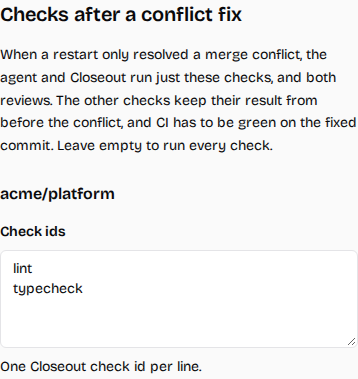 Checks after a conflict fix
When a restart only resolved a merge conflict, the
agent and Closeout run just these checks, and both
reviews. The other checks keep their result from
before the conflict, and CI has to be green on the fixed
commit. Leave empty to run every check.
acme/platform
Check ids
lint
typecheck
One Closeout check id per line.